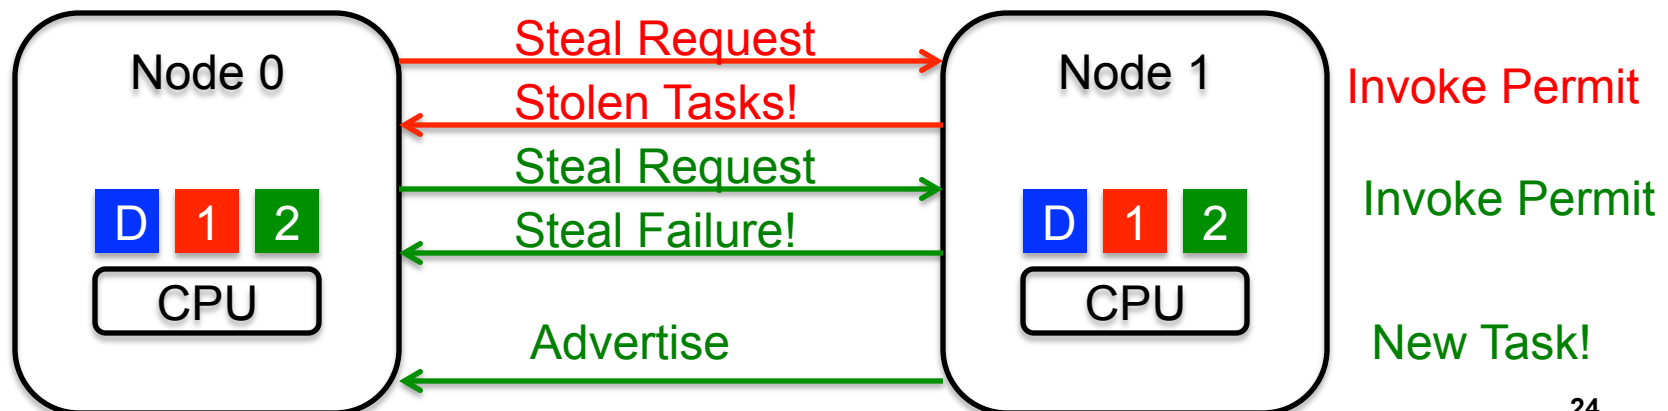 Node 0
Steal Request
Node 1
Invoke Permit
Stolen Tasks!
Steal Request
Invoke Permit
D 1 2
Steal Failure!
D 1 2
CPU
CPU
Advertise
New Task!
24